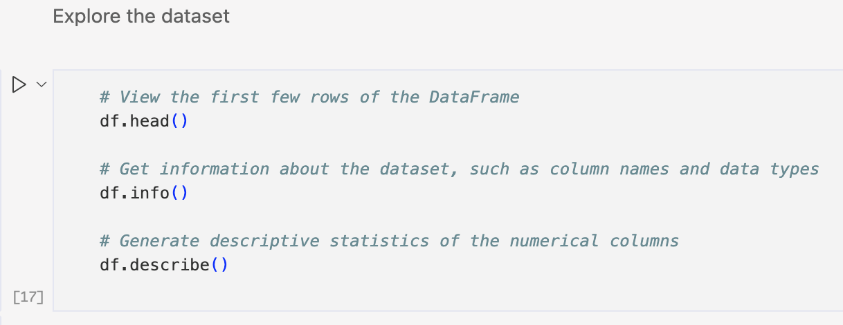 Explore the dataset
# View the first few rows of the DataFrame
df.head()
# Get information about the dataset, such as column names and data types
df.info()
# Generate descriptive statistics of the numerical columns
df.describe()
[17]